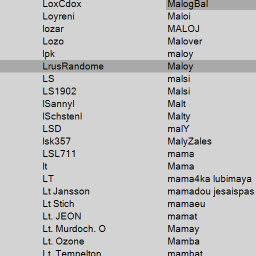 LoxCdox MalogBal
Loyreni Maloi
lozar MALOJ
Lozo Malover
lpk maloy
LrusRandome Maloy
LS malsi
LS1902 Malsi
lSannyl Malt
lSchstenl Malty
LSD malY
lsk357 MalyZales
LSL711 mama
lt Mama
LT mama4ka lubimaya
Lt Jansson mamadou jesaispas
Lt Stich mamaeu
Lt. JEON mamat
Lt. Murdoch. O Mamay
Lt. Ozone Mamba
Lt. Tempelton mambat